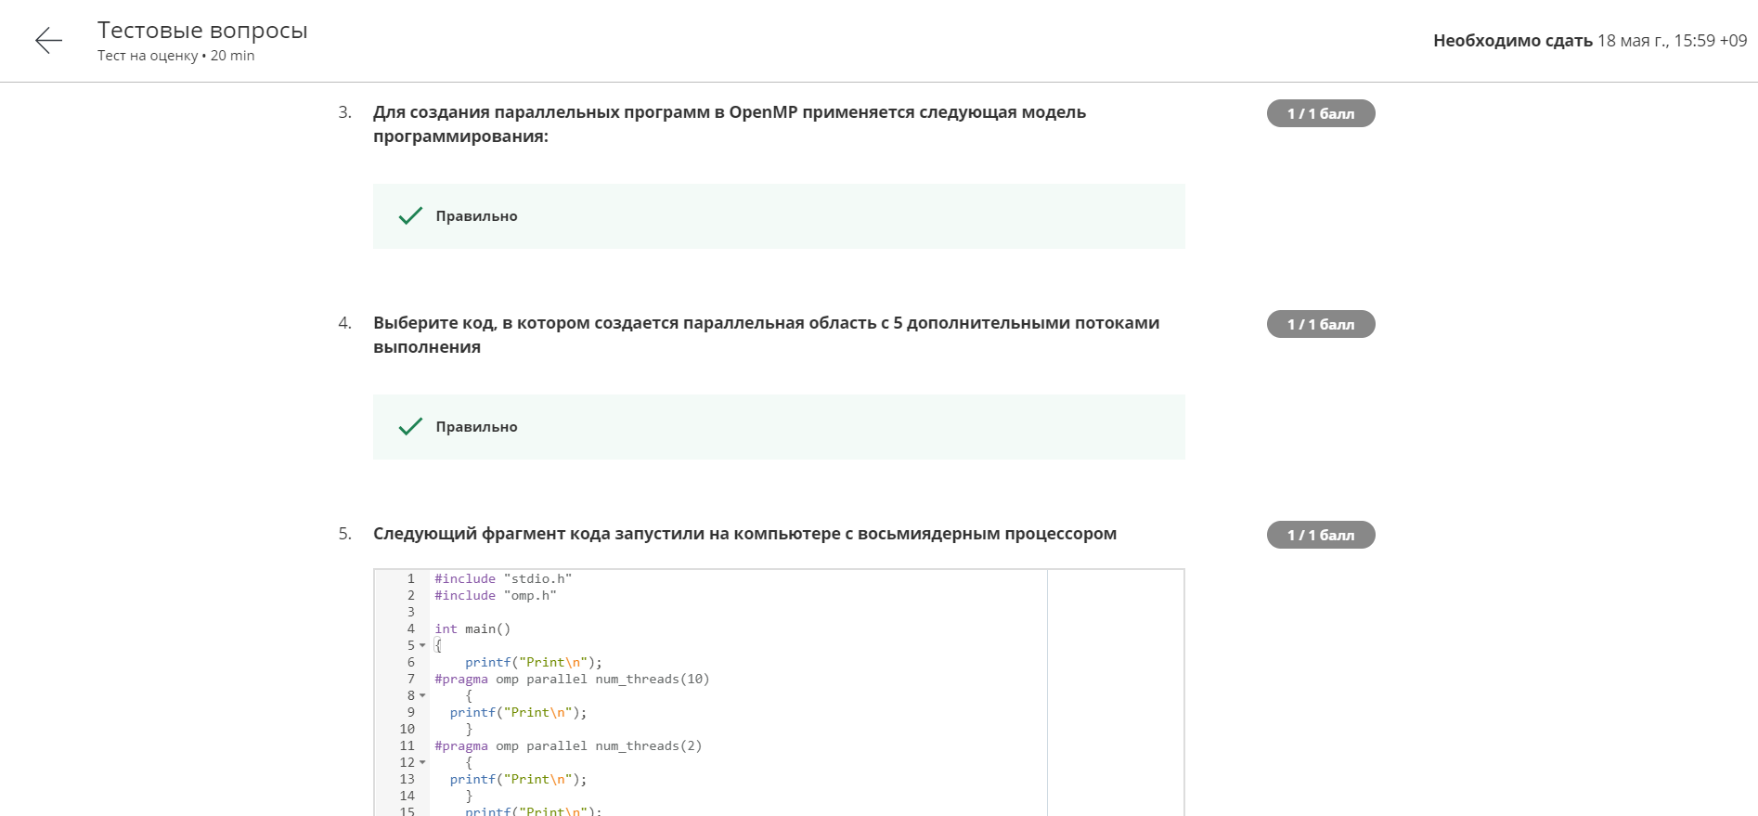 Тестовые вопросы
Тест на оценку • 20 min
Необходимо сдать 18 мая г., 15:59 +09
3. Для создания параллельных программ в OpenMP применяется следующая модель
программирования:
1 / 1 балл
Правильно
4. Выберите код, в котором создается параллельная область с 5 дополнительными потоками
выполнения
1 / 1 балл
Правильно
5. Следующий фрагмент кода запустили на компьютере с восьмиядерным процессором
1 / 1 балл
1 #include "stdio.h"
2 #include "omp.h"
3
4 int main()
5 {
6 printf("Print\n");
7 #pragma omp parallel num_threads(10)
8 {
9 printf("Print\n");
10 }
11 #pragma omp parallel num_threads(2)
12 {
13 printf("Print\n");
14 }
15 printf("Print\n");